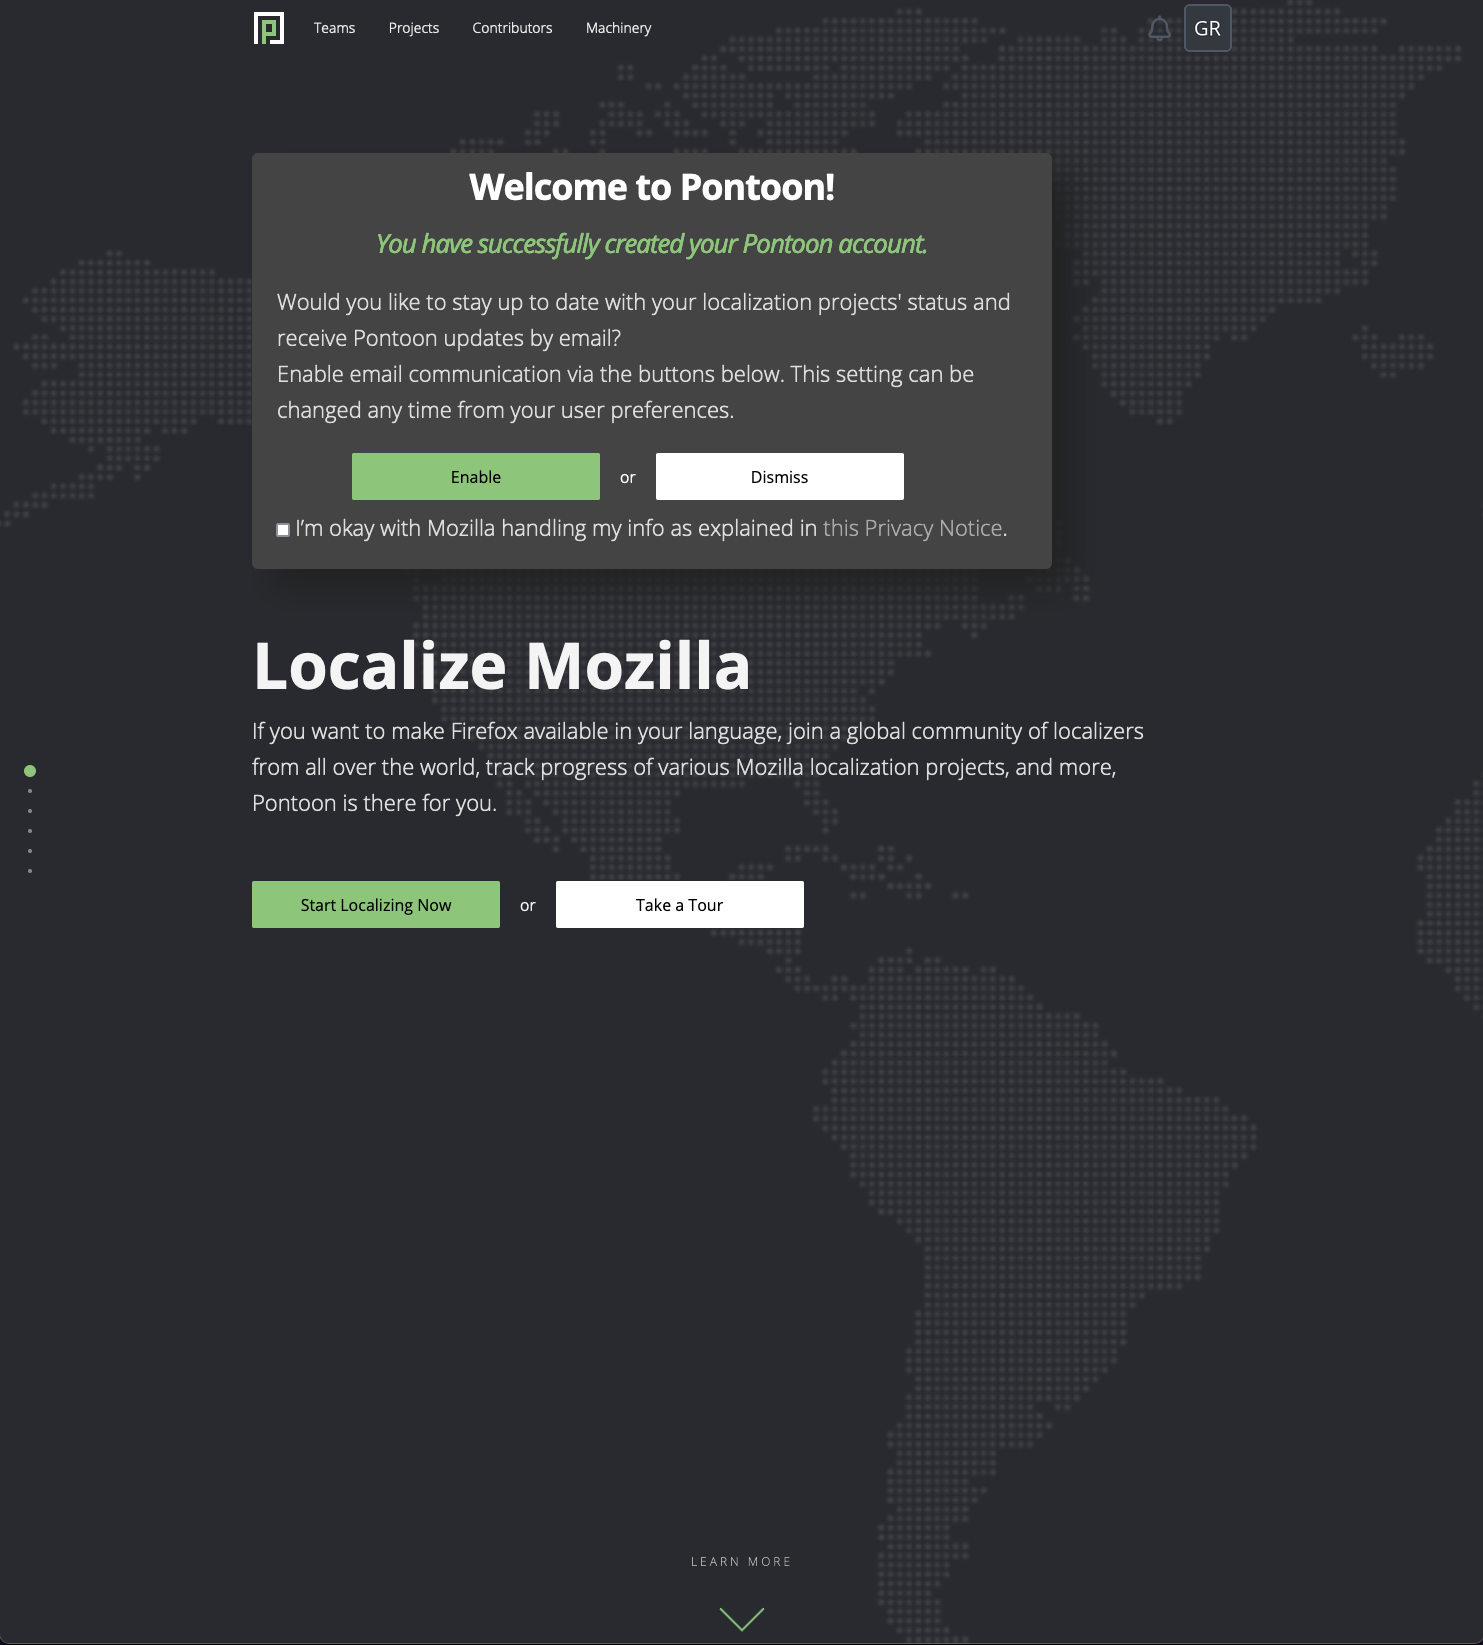 Teams Projects Contributors Machinery GR
Welcome to Pontoon!
You have successfully created your Pontoon account.
Would you like to stay up to date with your localization projects' status and
receive Pontoon updates by email?
Enable email communication via the buttons below. This setting can be
changed any time from your user preferences.
Enable or Dismiss
I’m okay with Mozilla handling my info as explained in this Privacy Notice.
Localize Mozilla
If you want to make Firefox available in your language, join a global community of localizers
from all over the world, track progress of various Mozilla localization projects, and more,
Pontoon is there for you.
Start Localizing Now or Take a Tour
LEARN MORE